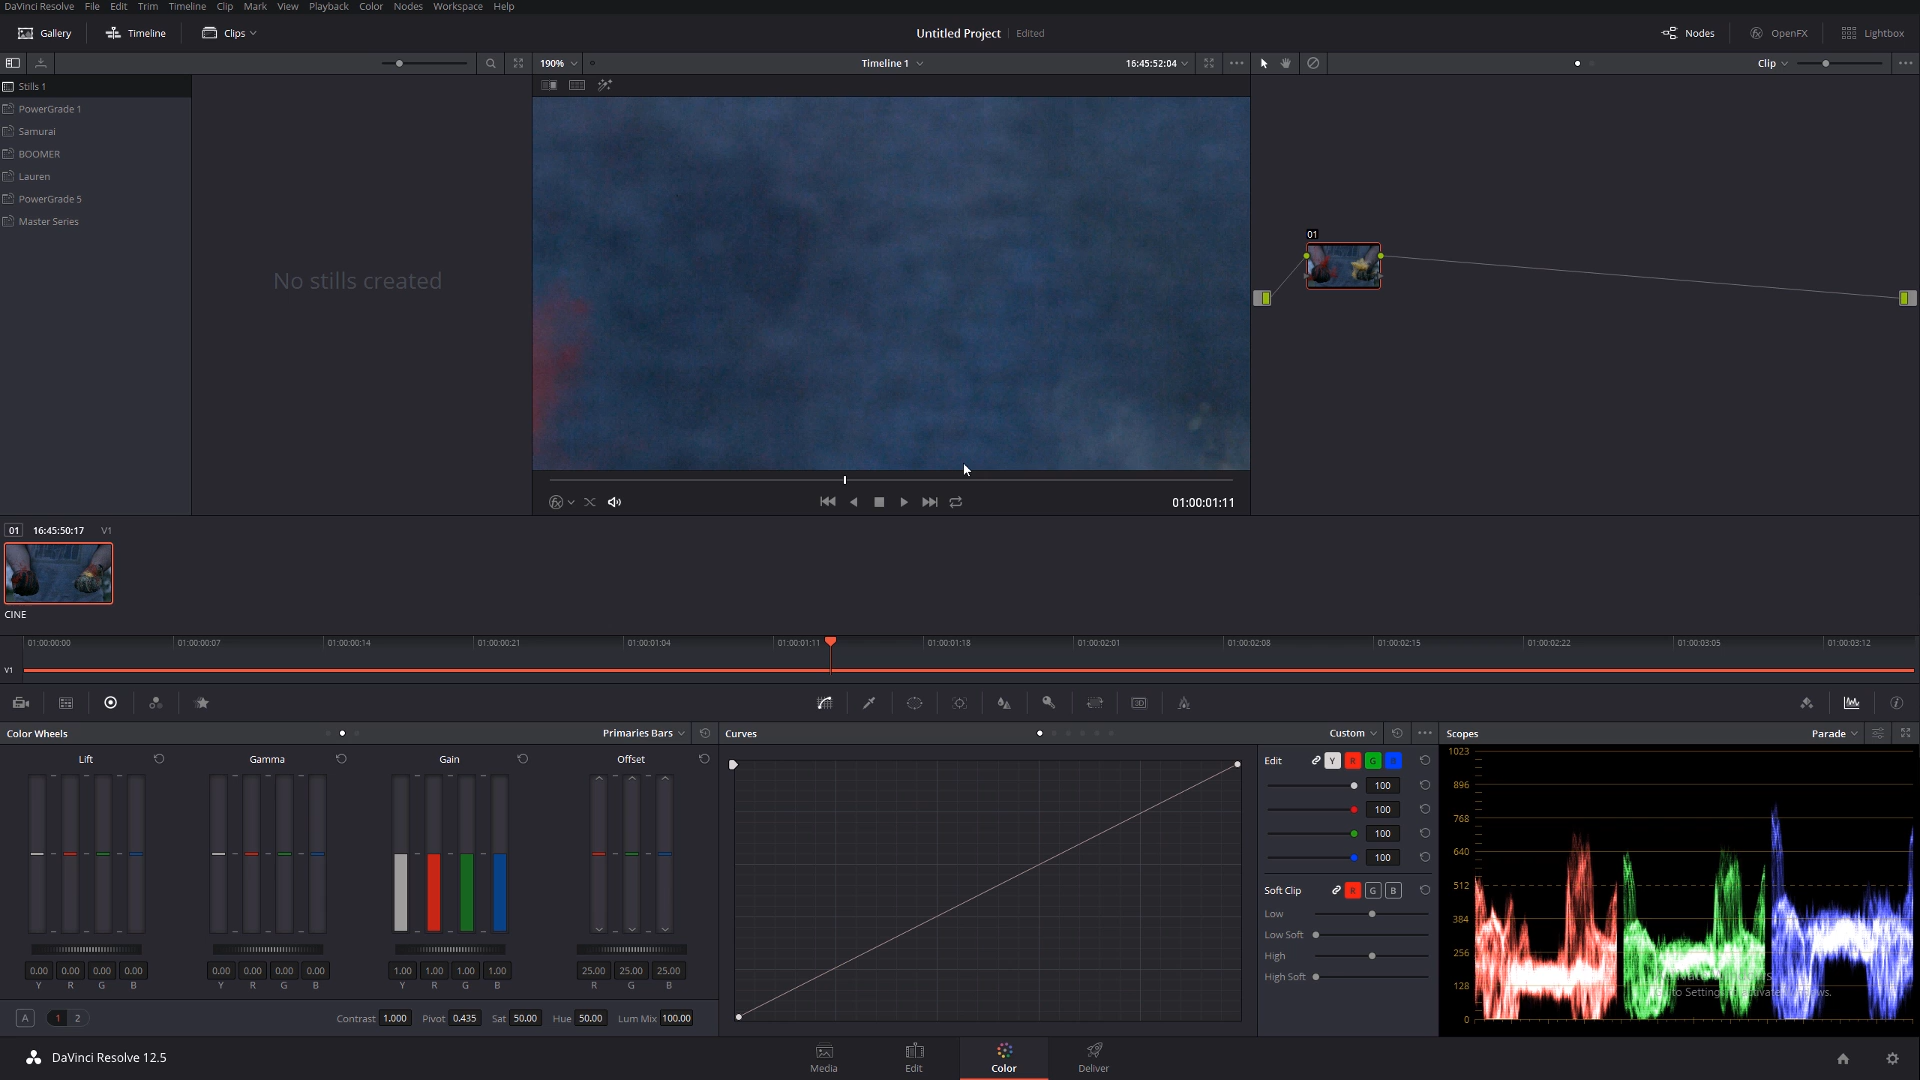 DaVinci Resolve File Edit Trim Timeline Clip Mark View Playback Color Nodes Workspace Help
Gallery Timeline Clips Untitled Project Edited Nodes OpenFX Lightbox
190% Timeline 1 16:45:52:04 Clip
Stills 1
PowerGrade 1
Samurai
BOOMER
Lauren
PowerGrade 5
Master Series
No stills created
01
01:00:01:11
01 16:45:50:17 V1
CINE
01:00:00:00 01:00:00:07 01:00:00:14 01:00:00:21 01:00:01:04 01:00:01:11 01:00:01:18 01:00:02:01 01:00:02:08 01:00:02:15 01:00:02:22 01:00:03:05 01:00:03:12
V1
3D
Color Wheels Primaries Bars Curves Custom Scopes Parade
Lift Gamma Gain Offset
0.00 0.00 0.00 0.00 0.00 0.00 0.00 0.00 1.00 1.00 1.00 1.00 25.00 25.00 25.00
Y R G B Y R G B Y R G B R G B
A 1 2 Contrast 1.000 Pivot 0.435 Sat 50.00 Hue 50.00 Lum Mix 100.00
Edit Y R G B
100
100
100
100
Soft Clip R G B
Low
Low Soft
High
High Soft
1023
896
768
640
512
384
256
128
0
DaVinci Resolve 12.5 Media Edit Color Deliver